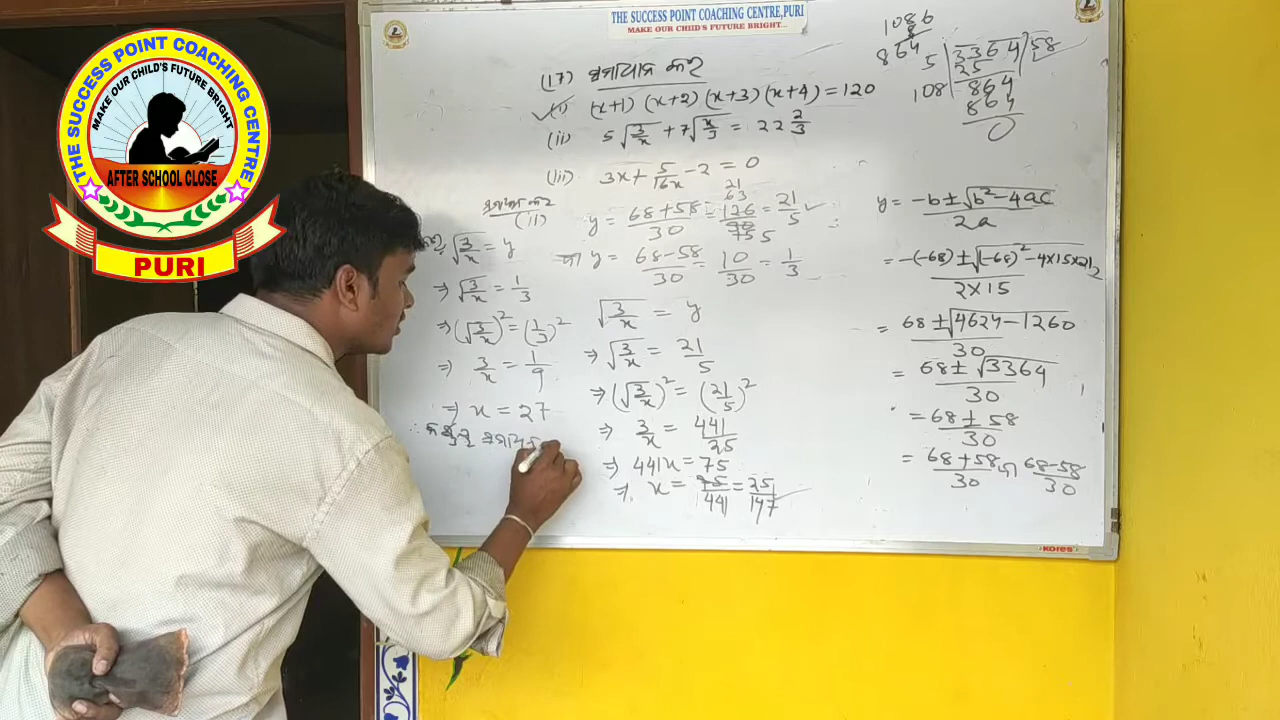 THE SUCCESS POINT COACHING CENTRE
MAKE OUR CHILD'S FUTURE BRIGHT
AFTER SCHOOL CLOSE
PURI
THE SUCCESS POINT COACHING CENTRE,PURI
MAKE OUR CHILD'S FUTURE BRIGHT...
(17) ସମାଧାନ କର
(i) (x+1) (x+2) (x+3) (x+4) = 120
(ii) 5√(3/x) + 7√(x/3) = 22 2/3
(iii) 3x + 5/16x - 2 = 0
1086
8
864
5 | 3364 | 58
25
108 | 864
864
0
(ii)
√(3/x) = y
⇒ √(3/x) = 1/3
⇒ (√(3/x))² = (1/3)²
⇒ 3/x = 1/9
⇒ x = 27
y = (68+58)/30 = 126/30 = 21/5
63
21
75 5
ବା y = (68-58)/30 = 10/30 = 1/3
√(3/x) = y
⇒ √(3/x) = 21/5
⇒ (√(3/x))² = (21/5)²
⇒ 3/x = 441/25
⇒ 441x = 75
⇒ x = 75/441 = 25/147
y = (-b±√(b²-4ac))/2a
= (-(-68) ± √((-68)²-4×15×21))/(2×15)
= (68 ± √(4624-1260))/30
= (68 ± √3364)/30
= (68 ± 58)/30
= (68+58)/30 ବା (68-58)/30
KORES